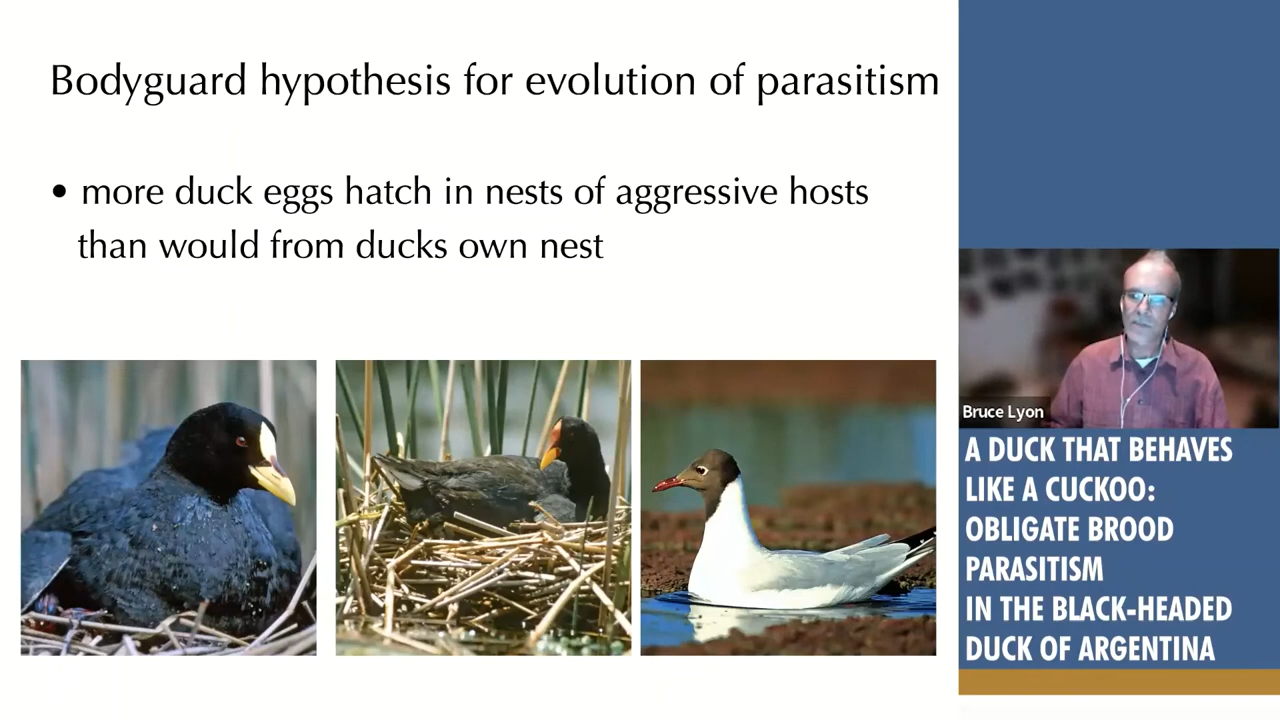 Bodyguard hypothesis for evolution of parasitism
• more duck eggs hatch in nests of aggressive hosts
than would from ducks own nest
Bruce Lyon
A DUCK THAT BEHAVES
LIKE A CUCKOO:
OBLIGATE BROOD
PARASITISM
IN THE BLACK-HEADED
DUCK OF ARGENTINA